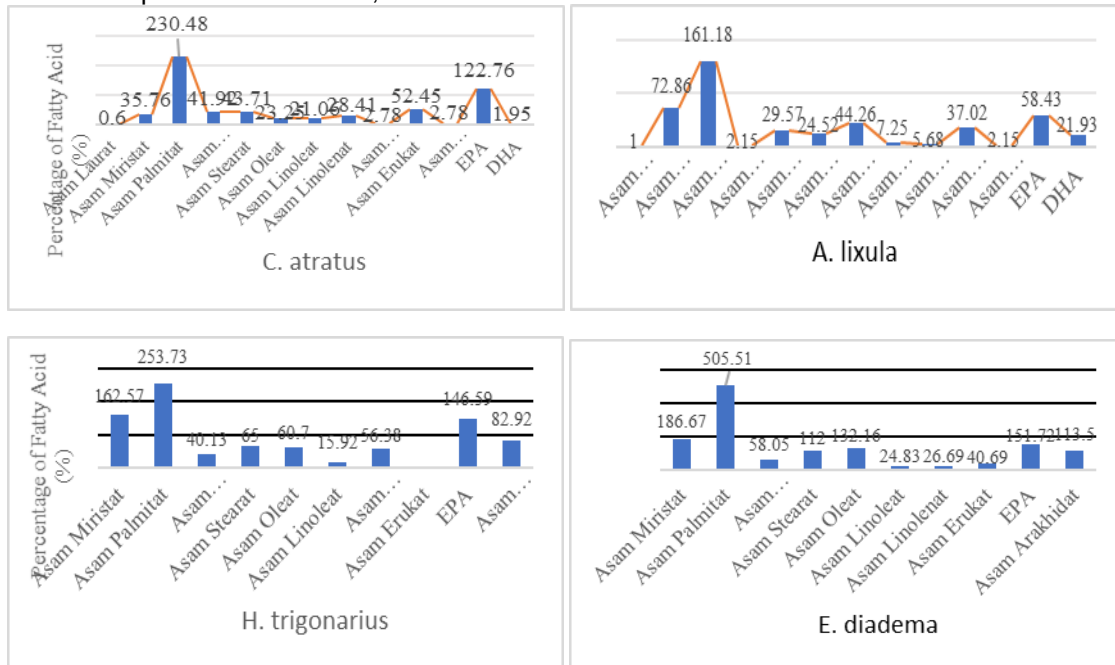 230.48
122.76
35.76
41.92
43.71
23.25
21.06
28.41
2.78
52.45
2.78
1.95
0.6
Percentage of Fatty Acid
(%)
Asam Laurat
Asam Miristat
Asam Palmitat
Asam...
Asam Stearat
Asam Oleat
Asam Linoleat
Asam Linolenat
Asam...
Asam Erukat
Asam...
EPA
DHA
C. atratus
161.18
72.86
1
2.15
29.57
24.52
44.26
7.25
5.68
37.02
2.15
58.43
21.93
Asam...
Asam...
Asam...
Asam...
Asam...
Asam...
Asam...
Asam...
Asam...
Asam...
Asam...
EPA
DHA
A. lixula
253.73
162.57
40.13
65
60.7
15.92
56.38
146.59
82.92
Percentage of Fatty Acid
(%)
Asam Miristat
Asam Palmitat
Asam...
Asam Stearat
Asam Oleat
Asam Linoleat
Asam...
Asam Erukat
EPA
Asam...
H. trigonarius
505.51
186.67
58.05
112
132.16
24.83
26.69
40.69
151.72
113.5
Asam Miristat
Asam Palmitat
Asam...
Asam Stearat
Asam Oleat
Asam Linoleat
Asam Linolenat
Asam Erukat
EPA
Asam Arakhidat
E. diadema